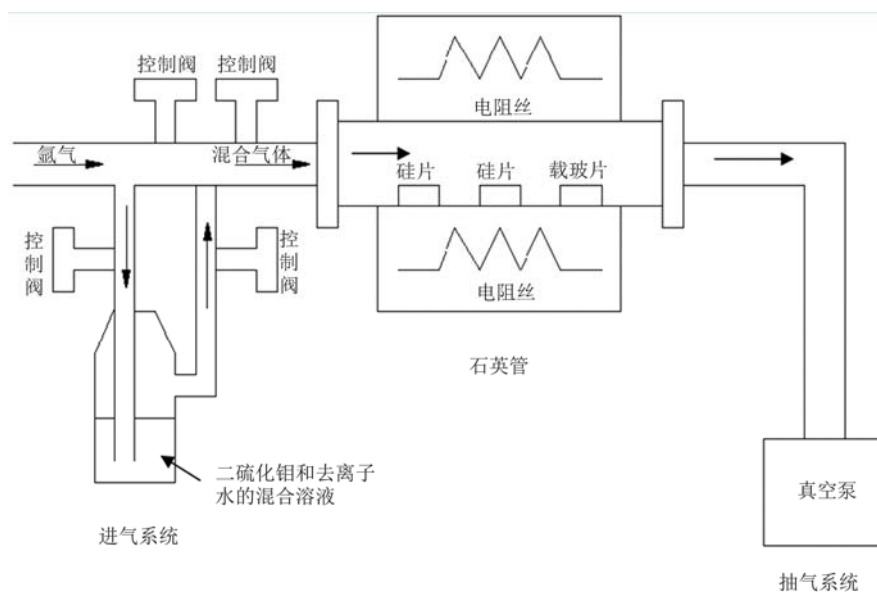 控制阀
控制阀
电阻丝
氩气
混合气体
硅片
硅片
载玻片
控制阀
控制阀
电阻丝
石英管
二硫化钼和去离子
水的混合溶液
真空泵
进气系统
抽气系统